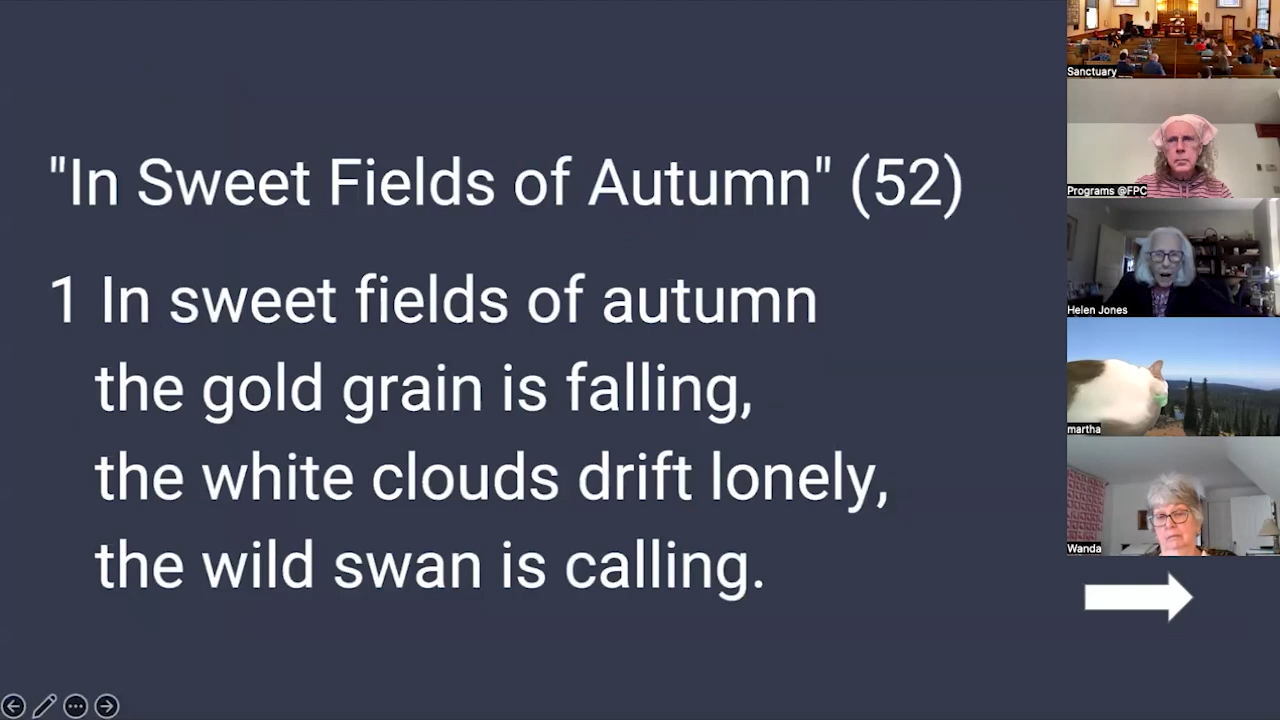 "In Sweet Fields of Autumn" (52)
1 In sweet fields of autumn
the gold grain is falling,
the white clouds drift lonely,
the wild swan is calling.
Sanctuary
Programs @FPC
Helen Jones
martha
Wanda